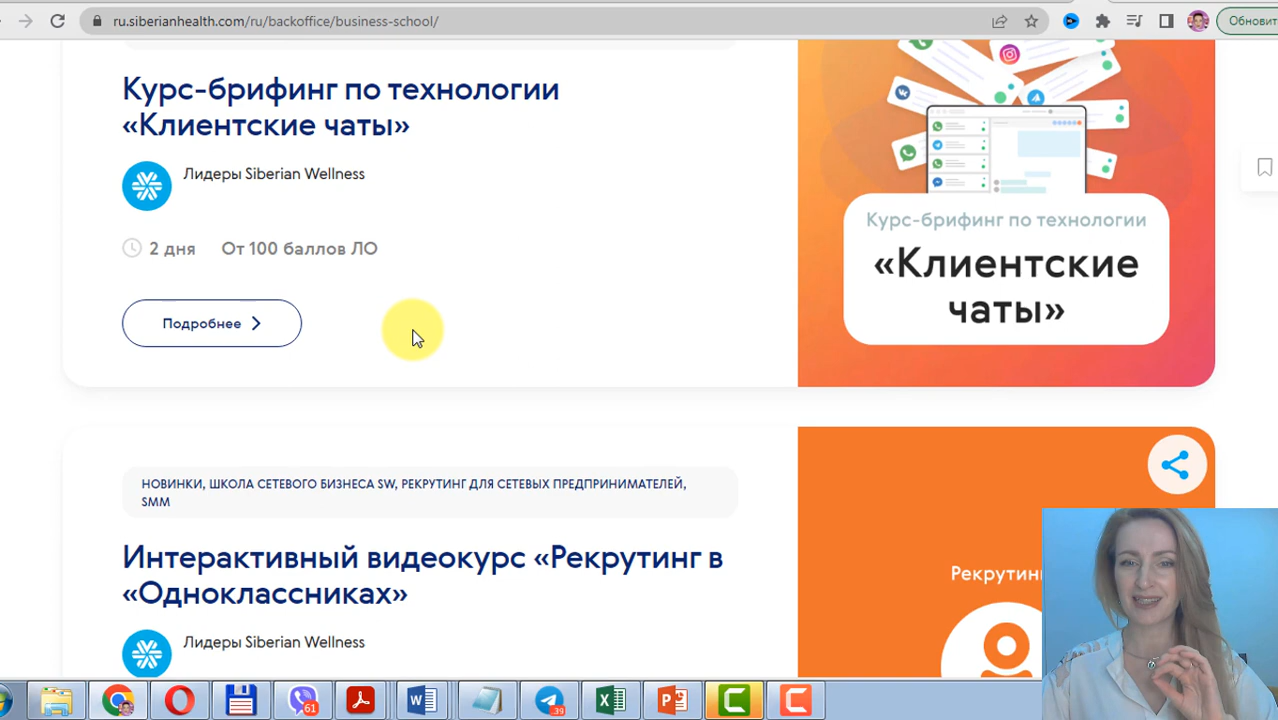 ru.siberianhealth.com/ru/backoffice/business-school/
Обновит
Курс-брифинг по технологии
«Клиентские чаты»
Лидеры Siberian Wellness
2 дня От 100 баллов ЛО
Подробнее
Курс-брифинг по технологии
«Клиентские
чаты»
НОВИНКИ, ШКОЛА СЕТЕВОГО БИЗНЕСА SW, РЕКРУТИНГ ДЛЯ СЕТЕВЫХ ПРЕДПРИНИМАТЕЛЕЙ,
SMM
Интерактивный видеокурс «Рекрутинг в
«Одноклассниках»
Лидеры Siberian Wellness
Рекрутин
61
39